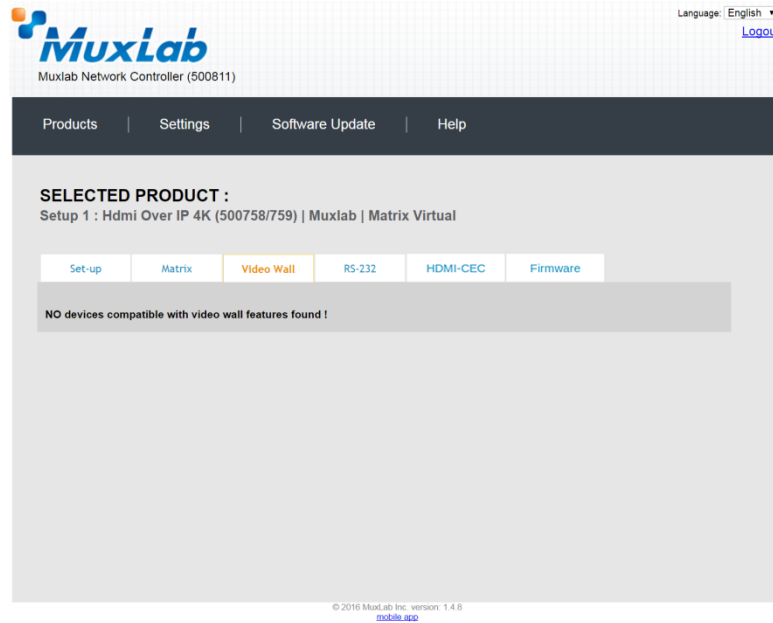 Language: English
Logou
MuxLab
Muxlab Network Controller (500811)
Products | Settings | Software Update | Help
SELECTED PRODUCT :
Setup 1 : Hdmi Over IP 4K (500758/759) | Muxlab | Matrix Virtual
Set-up Matrix Video Wall RS-232 HDMI-CEC Firmware
NO devices compatible with video wall features found !
© 2016 MuxLab Inc. version: 1.4.8
mobile app